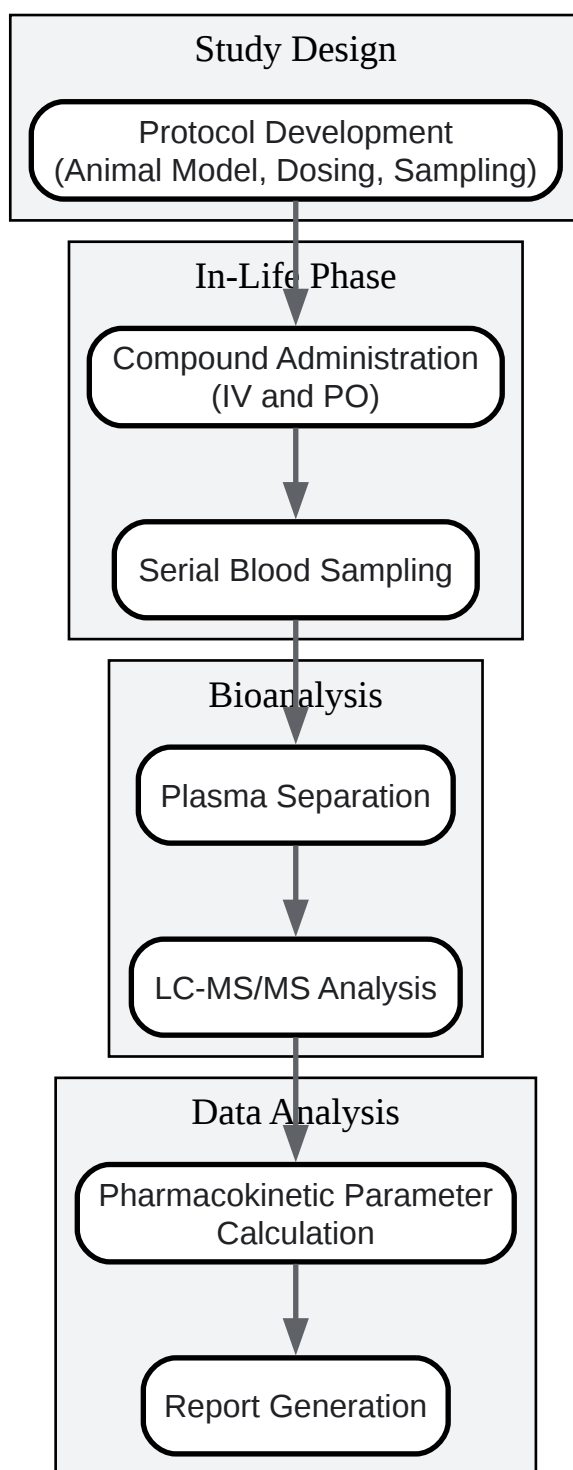 Study Design
Protocol Development
(Animal Model, Dosing, Sampling)
In-Life Phase
Compound Administration
(IV and PO)
Serial Blood Sampling
Bioanalysis
Plasma Separation
LC-MS/MS Analysis
Data Analysis
Pharmacokinetic Parameter
Calculation
Report Generation